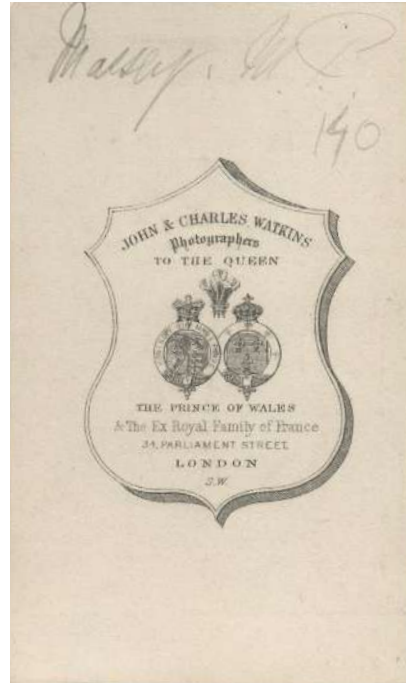 M P
140
JOHN & CHARLES WATKINS
Photographers
TO THE QUEEN
THE PRINCE OF WALES
& The Ex Royal Family of France
34, PARLIAMENT STREET,
LONDON
S.W.